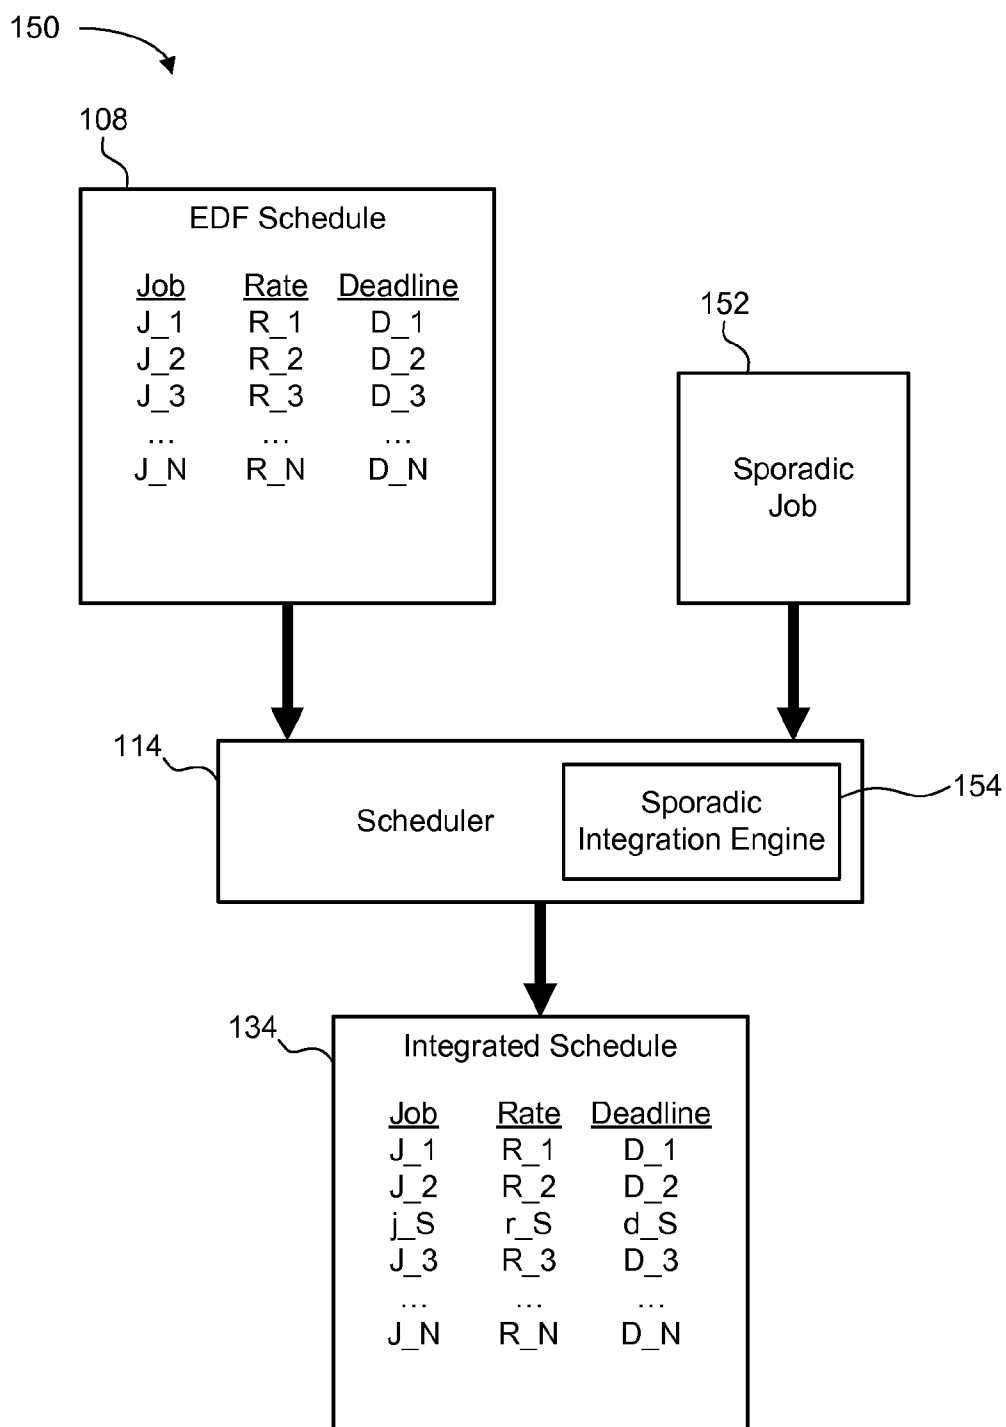 150
108
EDF Schedule
Job Rate Deadline
J_1 R_1 D_1
J_2 R_2 D_2
J_3 R_3 D_3
... ... ...
J_N R_N D_N
152
Sporadic
Job
114
Scheduler
Sporadic
Integration Engine
154
134
Integrated Schedule
Job Rate Deadline
J_1 R_1 D_1
J_2 R_2 D_2
j_S r_S d_S
J_3 R_3 D_3
... ... ...
J_N R_N D_N